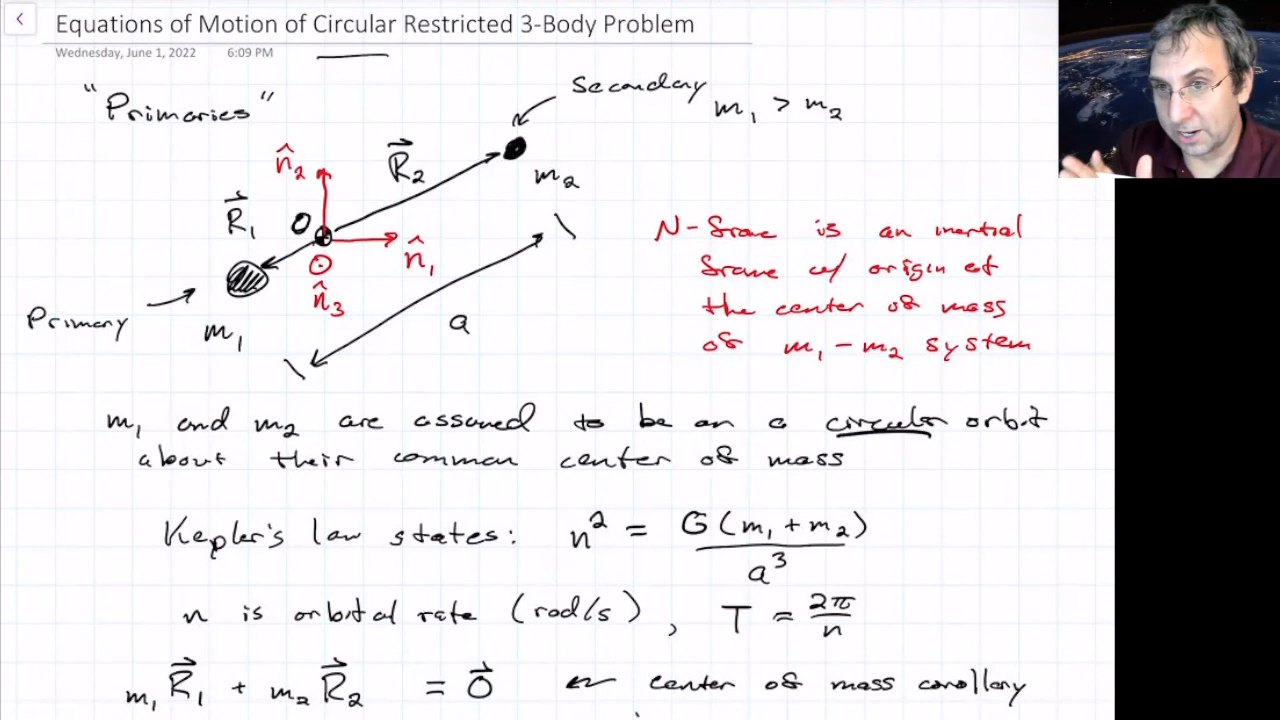 Equations of Motion of Circular Restricted 3-Body Problem
Wednesday, June 1, 2022 6:09 PM
"Primaries"
Secondary
m₁ > m₂
n̂₂
R⃗₂
m₂
R⃗₁
O
n̂₁
n̂₃
Primary
m₁
a
N-frame is an inertial
frame w/ origin at
the center of mass
of m₁-m₂ system
m₁ and m₂ are assumed to be an a circular orbit
about their common center of mass
Kepler's law states: n² = G(m₁+m₂) / a³
n is orbital rate (rad/s), T = 2π/n
m₁R⃗₁ + m₂R⃗₂ = 0⃗ ← center of mass corollary